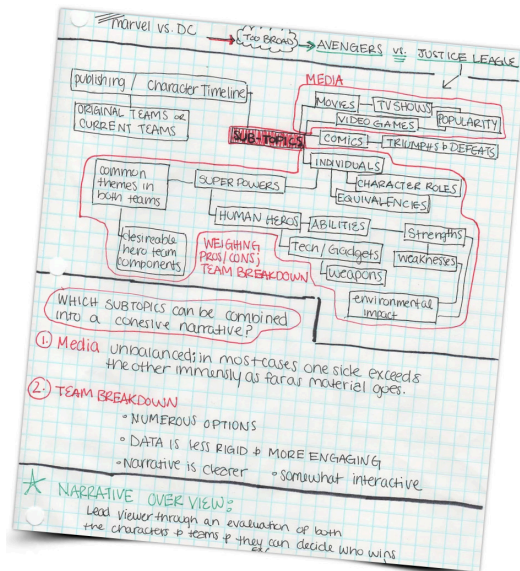 marvel vs. DC
TOO BROAD
AVENGERS vs. JUSTICE LEAGUE
publishing / character Timeline
ORIGINAL TEAMS or
CURRENT TEAMS
MEDIA
MOVIES
TV SHOWS
VIDEO GAMES
POPULARITY
SUB-TOPICS
COMICS
TRIUMPHS & DEFEATS
INDIVIDUALS
CHARACTER ROLES
EQUIVALENCIES
common
themes in
both teams
SUPER POWERS
HUMAN HEROS
ABILITIES
Strengths
weaknesses
desireable
hero team
components
WEIGHING
PROS/CONS;
TEAM BREAKDOWN
Tech/Gadgets
Weapons
environmental
impact
WHICH SUBTOPICS can be combined
into a cohesive narrative?
1. Media unbalanced; in most cases one side exceeds
the other immensly as far as material goes.
2. TEAM BREAKDOWN
• NUMEROUS OPTIONS
• DATA IS LESS RIGID & MORE ENGAGING
• Narrative is clearer • somewhat interactive
NARRATIVE OVERVIEW:
Lead viewer through an evaluation of both
the characters & teams & they can decide who wins